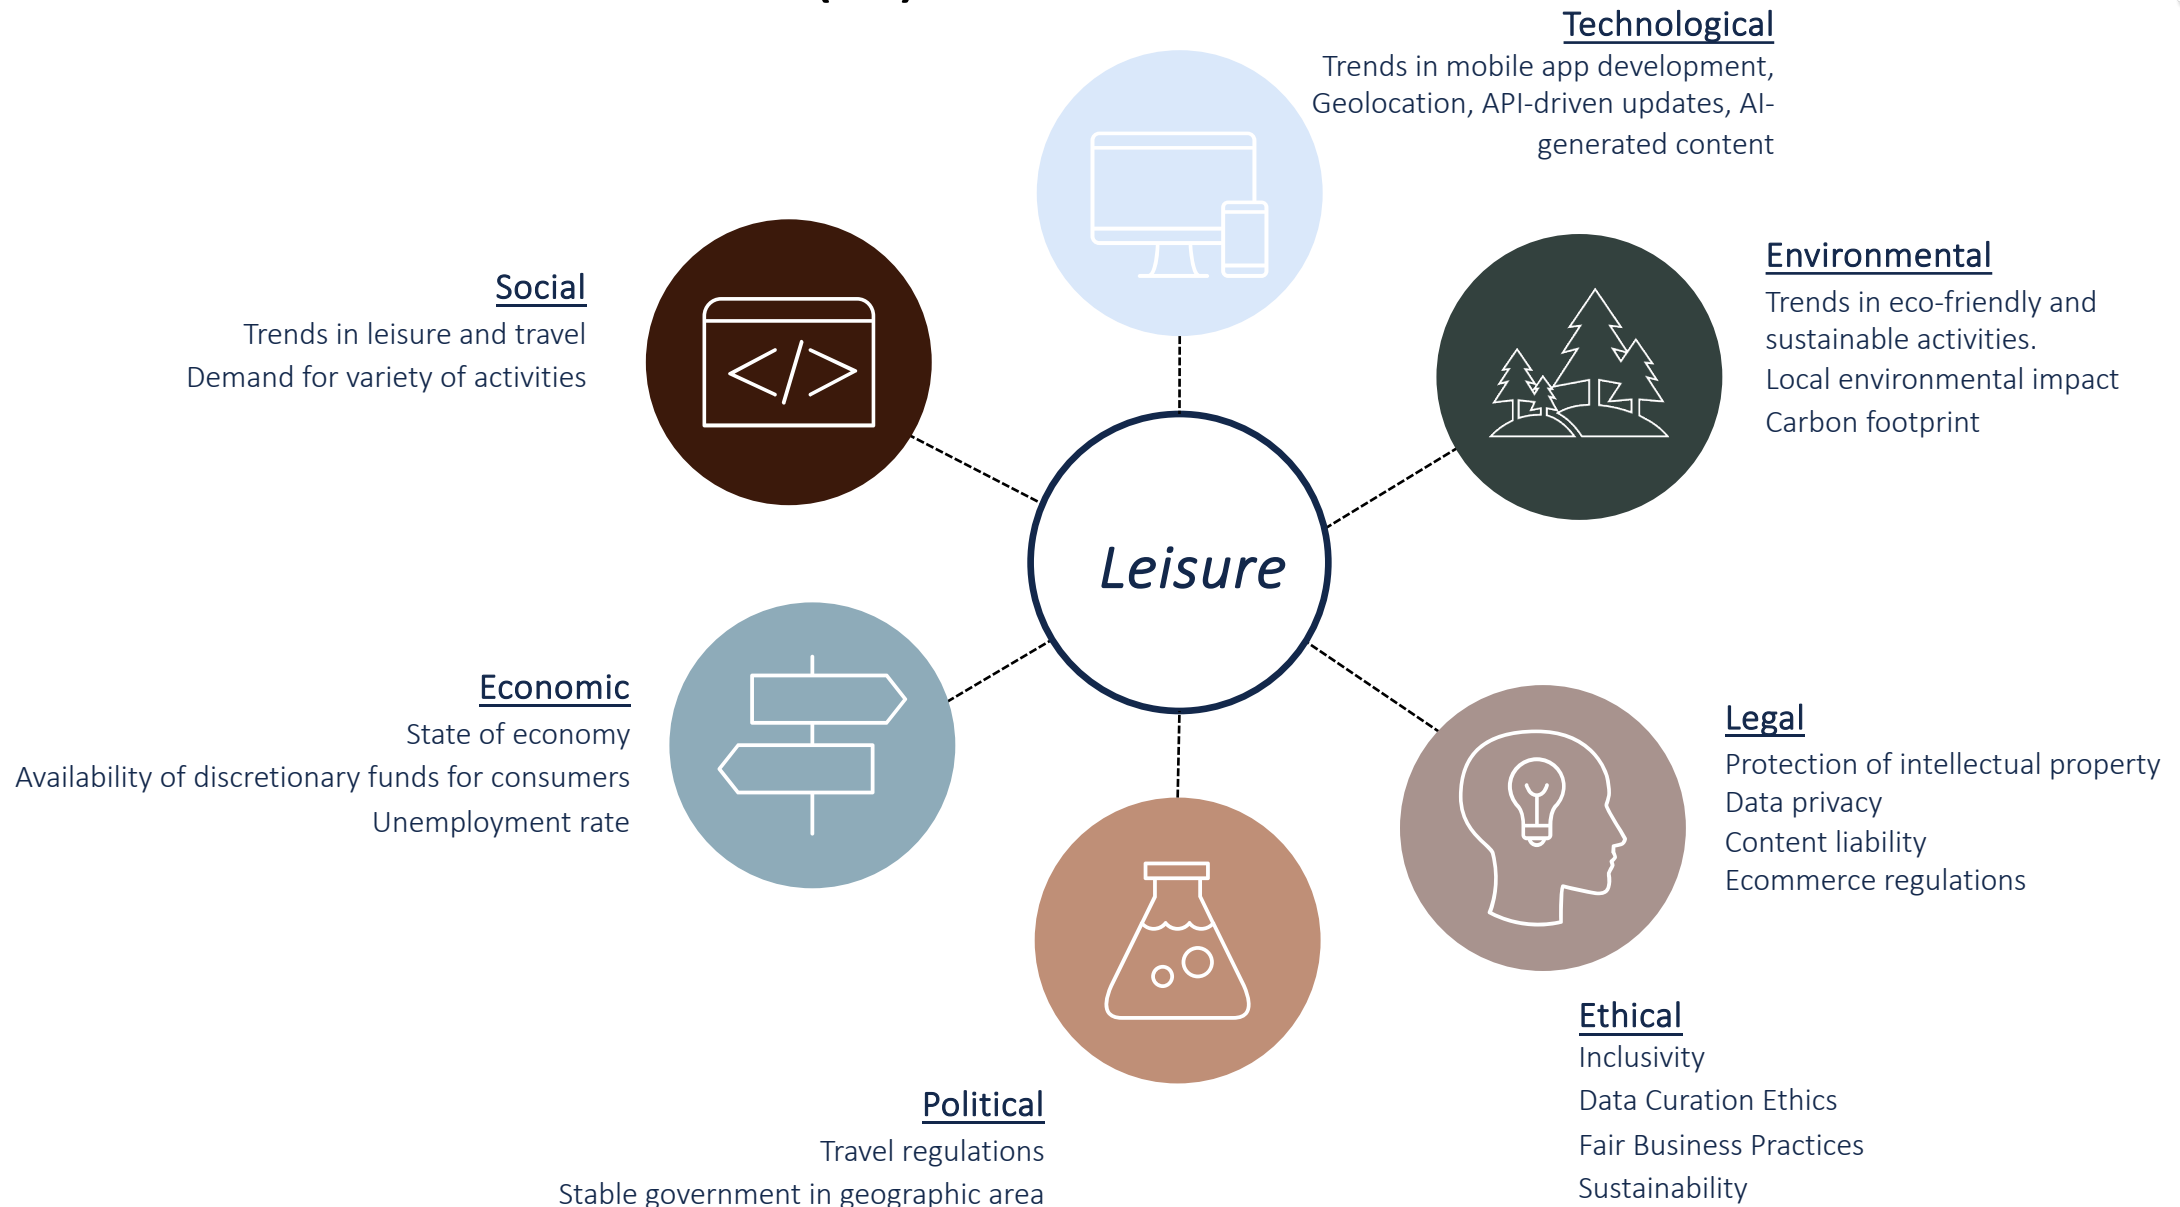 Technological
Trends in mobile app development,
Geolocation, API-driven updates, AI-
generated content
Social
Trends in leisure and travel
Demand for variety of activities
Environmental
Trends in eco-friendly and
sustainable activities.
Local environmental impact
Carbon footprint
</>
Leisure
Economic
State of economy
Availability of discretionary funds for consumers
Unemployment rate
Legal
Protection of intellectual property
Data privacy
Content liability
Ecommerce regulations
Ethical
Inclusivity
Data Curation Ethics
Fair Business Practices
Sustainability
Political
Travel regulations
Stable government in geographic area